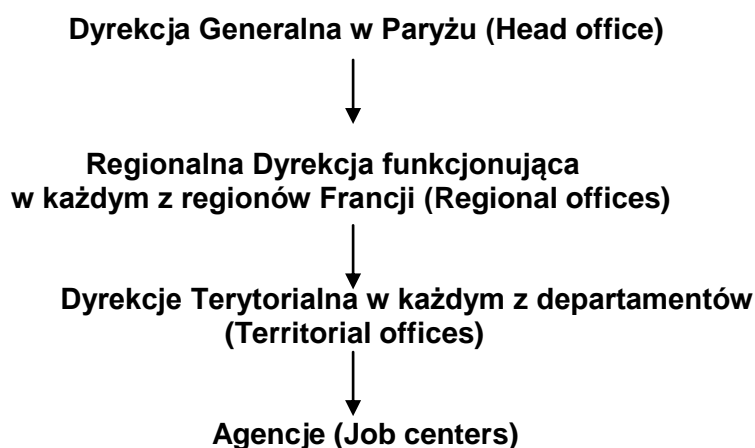 Dyrekcja Generalna w Paryżu (Head office)
Regionalna Dyrekcja funkcjonująca
w każdym z regionów Francji (Regional offices)
Dyrekcje Terytorialna w każdym z departamentów
(Territorial offices)
Agencje (Job centers)